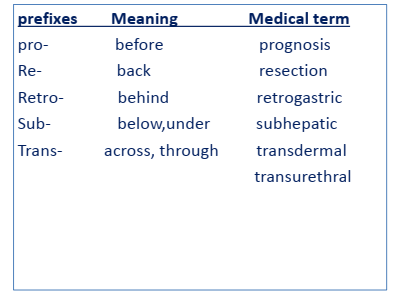 prefixes Meaning Medical term
pro- before prognosis
Re- back resection
Retro- behind retrogastric
Sub- below,under subhepatic
Trans- across, through transdermal
transurethral